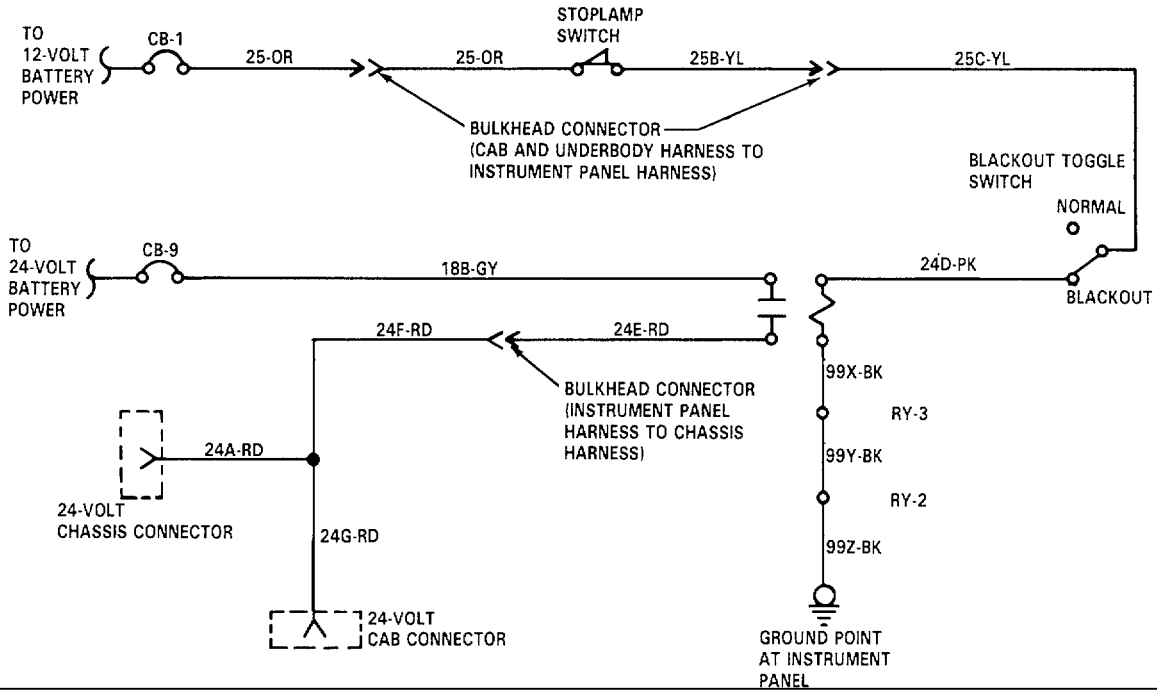 STOPLAMP
SWITCH
TO
12-VOLT
BATTERY
POWER
CB-1
25-OR
25-OR
25B-YL
25C-YL
BULKHEAD CONNECTOR
(CAB AND UNDERBODY HARNESS TO
INSTRUMENT PANEL HARNESS)
BLACKOUT TOGGLE
SWITCH
NORMAL
TO
24-VOLT
BATTERY
POWER
CB-9
18B-GY
24D-PK
BLACKOUT
24F-RD
24E-RD
BULKHEAD CONNECTOR
(INSTRUMENT PANEL
HARNESS TO CHASSIS
HARNESS)
99X-BK
RY-3
24A-RD
99Y-BK
24-VOLT
CHASSIS CONNECTOR
RY-2
24G-RD
99Z-BK
24-VOLT
CAB CONNECTOR
GROUND POINT
AT INSTRUMENT
PANEL